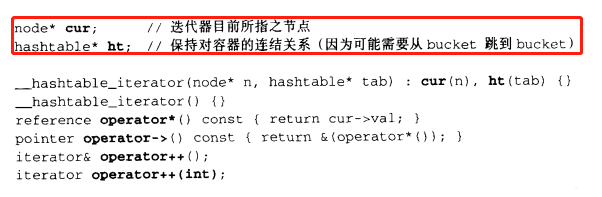 node* cur; // 迭代器目前所指之节点
hashtable* ht; // 保持对容器的连结关系（因为可能需要从 bucket 跳到 bucket）
__hashtable_iterator(node* n, hashtable* tab) : cur(n), ht(tab) {}
__hashtable_iterator() {}
reference operator*() const { return cur->val; }
pointer operator->() const { return &(operator*()); }
iterator& operator++();
iterator operator++(int);